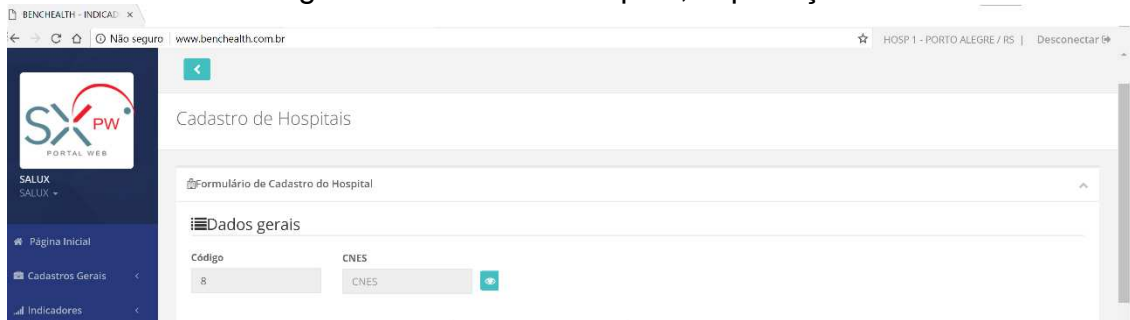 BENCHEALTH - INDICAD ×
Não seguro www.benchealth.com.br HOSP 1 - PORTO ALEGRE / RS | Desconectar
SX PW
PORTAL WEB
Cadastro de Hospitais
SALUX
SALUX
Formulário de Cadastro do Hospital
Dados gerais
Página Inicial
Código CNES
Cadastros Gerais
8 CNES
Indicadores